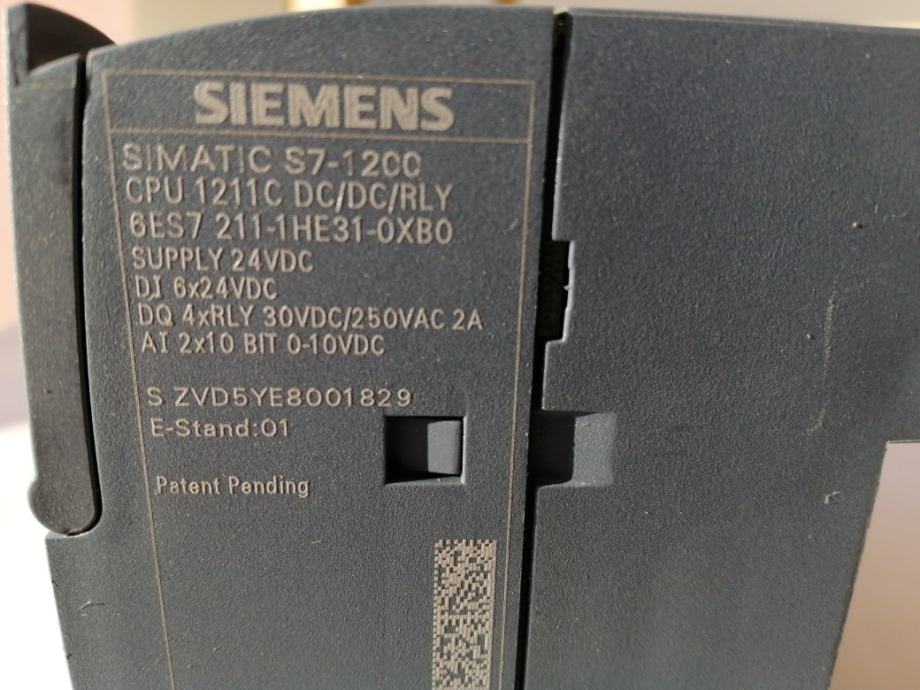 SIEMENS
SIMATIC S7-1200
CPU 1211C DC/DC/RLY
6ES7 211-1HE31-0XB0
SUPPLY 24VDC
DI 6x24VDC
DQ 4xRLY 30VDC/250VAC 2A
AI 2x10 BIT 0-10VDC
S ZVD5YE8001829
E-Stand:01
Patent Pending